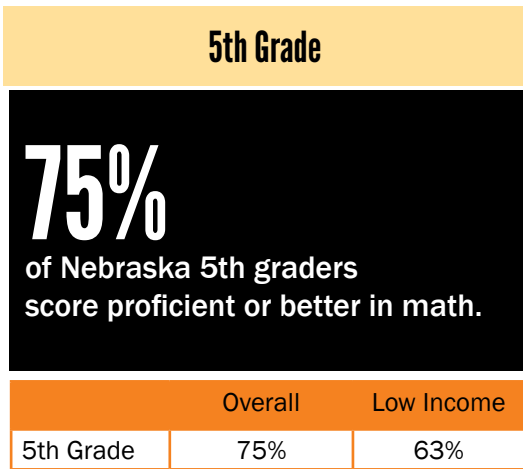 5th Grade
75%
of Nebraska 5th graders
score proficient or better in math.
Overall Low Income
5th Grade 75% 63%